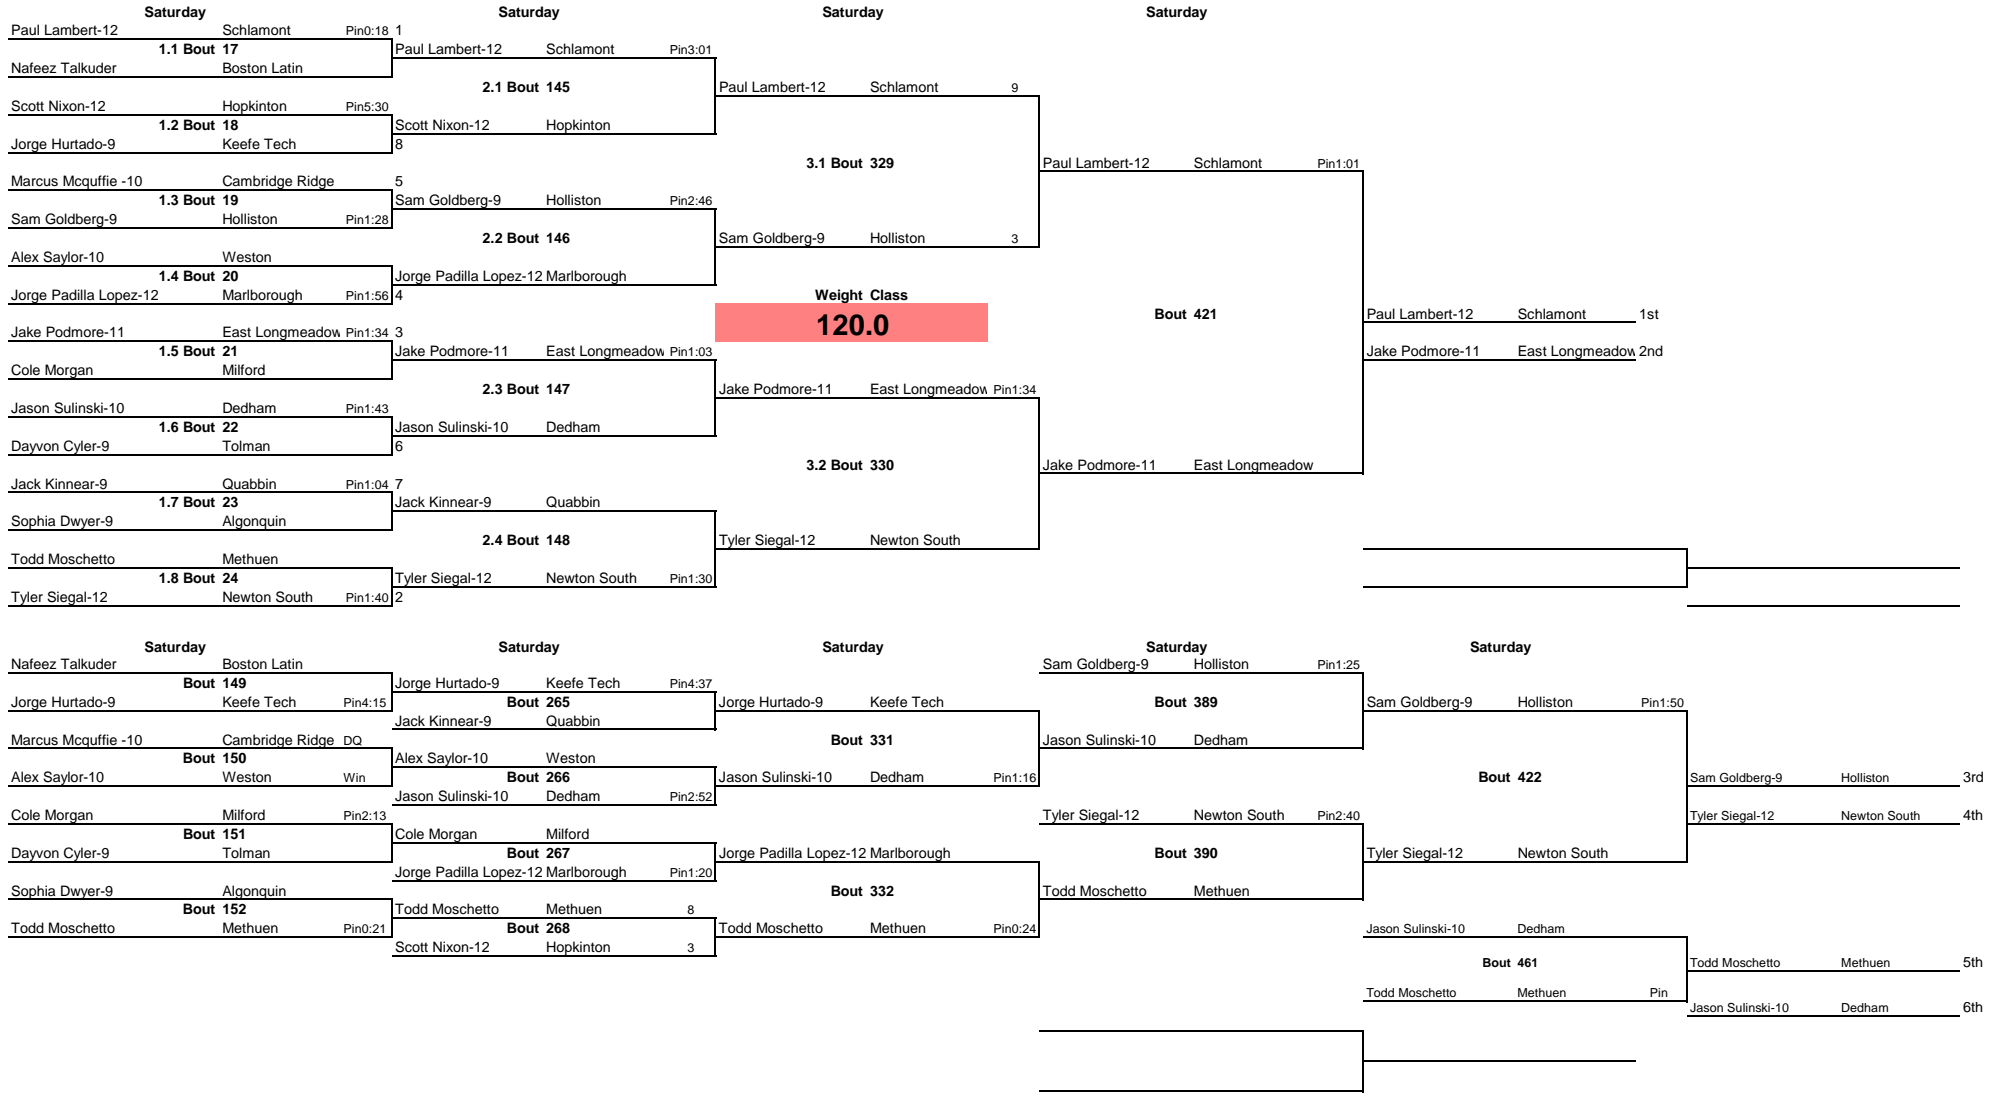 Saturday Saturday Saturday Saturday
Paul Lambert-12 Schlamont Pin0:18 1
1.1 Bout 17 Paul Lambert-12 Schlamont Pin3:01
Nafeez Talkuder Boston Latin
2.1 Bout 145 Paul Lambert-12 Schlamont 9
Scott Nixon-12 Hopkinton Pin5:30
1.2 Bout 18 Scott Nixon-12 Hopkinton
Jorge Hurtado-9 Keefe Tech 8
3.1 Bout 329 Paul Lambert-12 Schlamont Pin1:01
Marcus Mcquffie -10 Cambridge Ridge 5
1.3 Bout 19 Sam Goldberg-9 Holliston Pin2:46
Sam Goldberg-9 Holliston Pin1:28
2.2 Bout 146 Sam Goldberg-9 Holliston 3
Alex Saylor-10 Weston
1.4 Bout 20 Jorge Padilla Lopez-12 Marlborough
Jorge Padilla Lopez-12 Marlborough Pin1:56 4 Weight Class
120.0 Bout 421 Paul Lambert-12 Schlamont 1st
Jake Podmore-11 East Longmeadow Pin1:34 3
1.5 Bout 21 Jake Podmore-11 East Longmeadow Pin1:03 Jake Podmore-11 East Longmeadow 2nd
Cole Morgan Milford
2.3 Bout 147 Jake Podmore-11 East Longmeadow Pin1:34
Jason Sulinski-10 Dedham Pin1:43
1.6 Bout 22 Jason Sulinski-10 Dedham
Dayvon Cyler-9 Tolman 6
3.2 Bout 330 Jake Podmore-11 East Longmeadow
Jack Kinnear-9 Quabbin Pin1:04 7
1.7 Bout 23 Jack Kinnear-9 Quabbin
Sophia Dwyer-9 Algonquin
2.4 Bout 148 Tyler Siegal-12 Newton South
Todd Moschetto Methuen
1.8 Bout 24 Tyler Siegal-12 Newton South Pin1:30
Tyler Siegal-12 Newton South Pin1:40 2
Saturday Saturday Saturday Saturday Saturday
Nafeez Talkuder Boston Latin Sam Goldberg-9 Holliston Pin1:25
Bout 149 Jorge Hurtado-9 Keefe Tech Pin4:37
Jorge Hurtado-9 Keefe Tech Pin4:15 Bout 265 Jorge Hurtado-9 Keefe Tech Bout 389 Sam Goldberg-9 Holliston Pin1:50
Jack Kinnear-9 Quabbin
Marcus Mcquffie -10 Cambridge Ridge DQ Bout 331 Jason Sulinski-10 Dedham
Bout 150 Alex Saylor-10 Weston
Alex Saylor-10 Weston Win Bout 266 Jason Sulinski-10 Dedham Pin1:16 Bout 422 Sam Goldberg-9 Holliston 3rd
Jason Sulinski-10 Dedham Pin2:52
Cole Morgan Milford Pin2:13 Tyler Siegal-12 Newton South Pin2:40 Tyler Siegal-12 Newton South 4th
Bout 151 Cole Morgan Milford
Dayvon Cyler-9 Tolman Bout 267 Jorge Padilla Lopez-12 Marlborough Bout 390 Tyler Siegal-12 Newton South
Jorge Padilla Lopez-12 Marlborough Pin1:20
Sophia Dwyer-9 Algonquin Bout 332 Todd Moschetto Methuen
Bout 152 Todd Moschetto Methuen 8
Todd Moschetto Methuen Pin0:21 Bout 268 Todd Moschetto Methuen Pin0:24 Jason Sulinski-10 Dedham
Scott Nixon-12 Hopkinton 3
Bout 461 Todd Moschetto Methuen 5th
Todd Moschetto Methuen Pin
Jason Sulinski-10 Dedham 6th